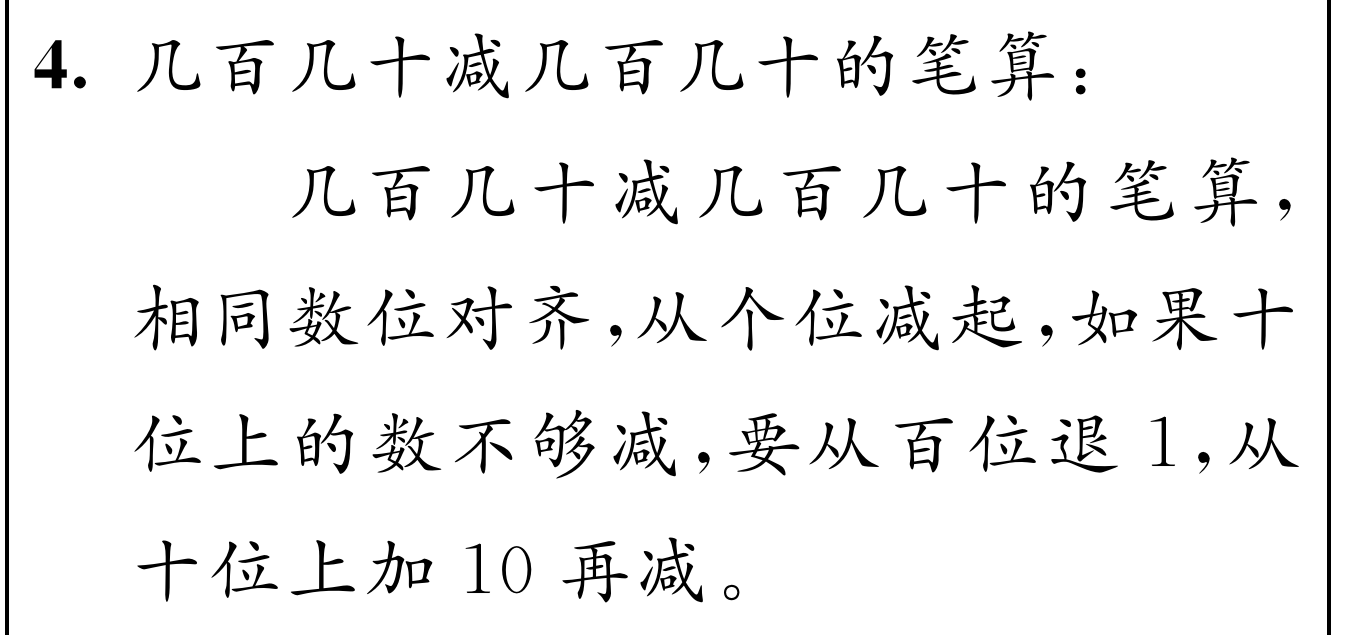 4. 几百几十减几百几十的笔算：
几百几十减几百几十的笔算，
相同数位对齐，从个位减起，如果十
位上的数不够减，要从百位退 1，从
十位上加 10 再减。